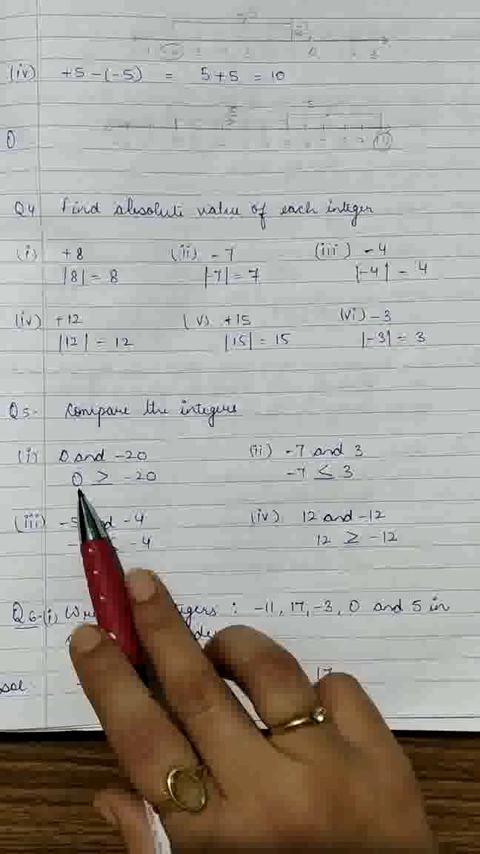 (iv) +5-(-5) = 5+5 = 10
Q4 Find absolute value of each integer
(i) +8 (ii) -7 (iii) -4
|8| = 8 |-7| = 7 |-4| = 4
(iv) +12 (v) +15 (vi) -3
|12| = 12 |15| = 15 |-3| = 3
Q5. Compare the integers
(i) 0 and -20 (ii) -7 and 3
0 > -20 -7 ≤ 3
(iii) -4 (iv) 12 and -12
-4 12 ≥ -12
Q6.(i) : -11, 17, -3, 0 and 5 in
17